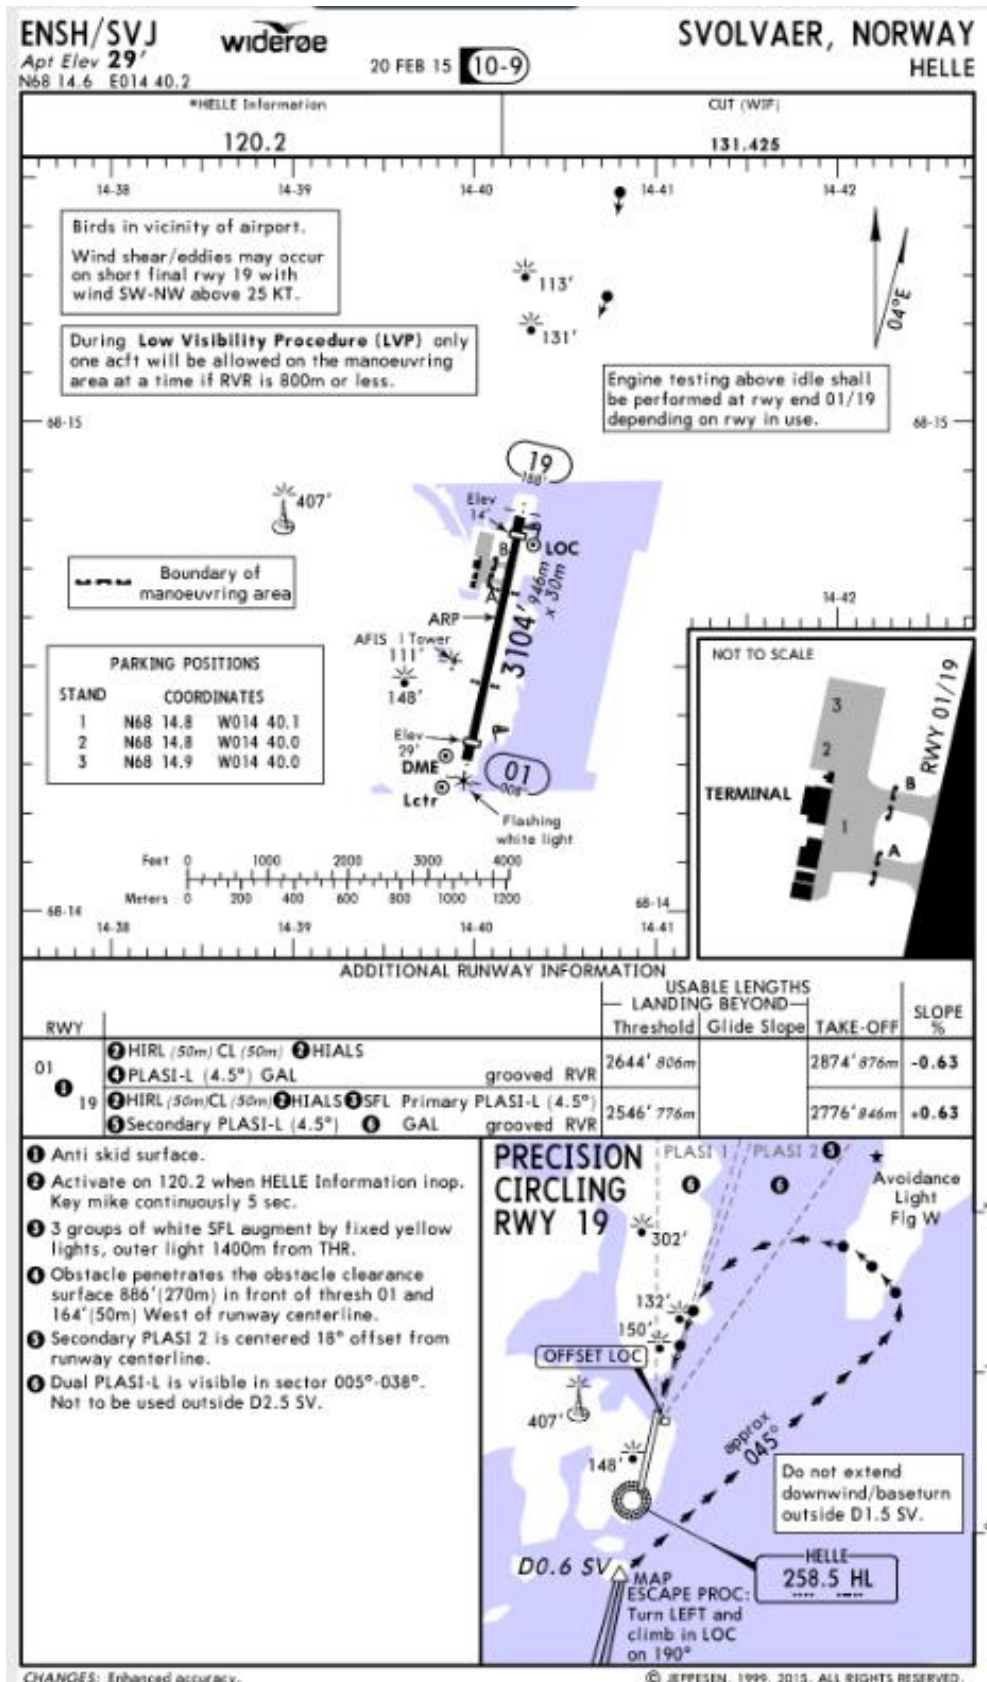 ENSH/SVJ
widerøe
SVOLVAER, NORWAY
Apt Elev 29'
20 FEB 15
10-9
HELLE
N68 14.6 E014 40.2
*HELLE Information
CUT (WIF)
120.2
131.425
14-38
14-39
14-40
14-41
14-42
Birds in vicinity of airport.
Wind shear/eddies may occur
on short final rwy 19 with
wind SW-NW above 25 KT.
113'
131'
04°E
During Low Visibility Procedure (LVP) only
one acft will be allowed on the manoeuvring
area at a time if RVR is 800m or less.
Engine testing above idle shall
be performed at rwy end 01/19
depending on rwy in use.
68-15
68-15
19
188°
Elev
14'
407'
B
LOC
Boundary of
manoeuvring area
A
946m
x 30m
3104'
ARP
14-42
AFIS
Tower
111'
148'
PARKING POSITIONS
STAND COORDINATES
1 N68 14.8 W014 40.1
2 N68 14.8 W014 40.0
3 N68 14.9 W014 40.0
Elev
29'
DME
01
008°
Lctr
Flashing
white light
NOT TO SCALE
3
2
1
TERMINAL
B
A
RWY 01/19
Feet 0 1000 2000 3000 4000
Meters 0 200 400 600 800 1000 1200
68-14
68-14
14-38
14-39
14-40
14-41
ADDITIONAL RUNWAY INFORMATION
USABLE LENGTHS
LANDING BEYOND
RWY
Threshold
Glide Slope
TAKE-OFF
SLOPE
%
01
❷HIRL (50m) CL (50m) ❷HIALS
❹PLASI-L (4.5°) GAL grooved RVR
2644' 806m
2874' 876m
-0.63
❶
19
❷HIRL (50m)CL (50m)❷HIALS❸SFL Primary PLASI-L (4.5°)
❺Secondary PLASI-L (4.5°) ❻ GAL grooved RVR
2546' 776m
2776' 846m
+0.63
❶ Anti skid surface.
❷ Activate on 120.2 when HELLE Information inop.
Key mike continuously 5 sec.
❸ 3 groups of white SFL augment by fixed yellow
lights, outer light 1400m from THR.
❹ Obstacle penetrates the obstacle clearance
surface 886'(270m) in front of thresh 01 and
164'(50m) West of runway centerline.
❺ Secondary PLASI 2 is centered 18° offset from
runway centerline.
❻ Dual PLASI-L is visible in sector 005°-038°.
Not to be used outside D2.5 SV.
PRECISION
CIRCLING
RWY 19
PLASI 1
❻
PLASI 2 ❺
❻
Avoidance
Light
Flg W
302'
132'
150'
OFFSET LOC
407'
148'
approx
045°
Do not extend
downwind/baseturn
outside D1.5 SV.
D0.6 SV
MAP
ESCAPE PROC:
Turn LEFT and
climb in LOC
on 190°
HELLE
258.5 HL
CHANGES: Enhanced accuracy.
© JEPPESEN, 1999, 2015. ALL RIGHTS RESERVED.